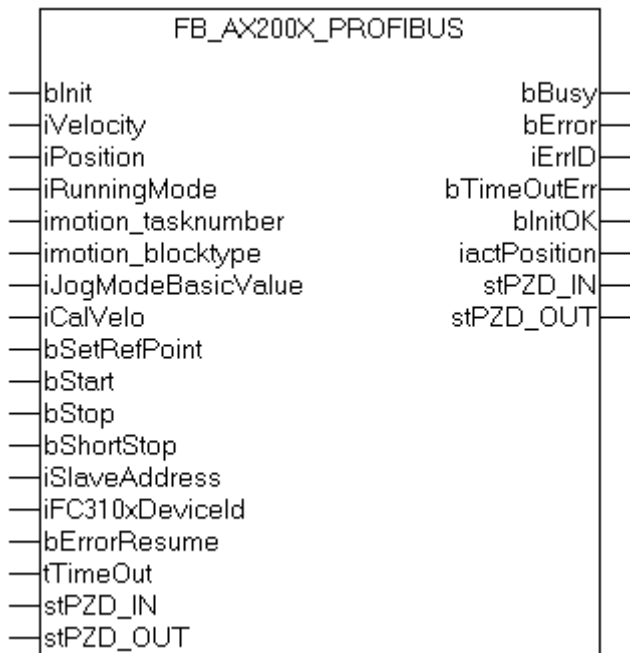 FB_AX200X_PROFIBUS
bInit bBusy
iVelocity bError
iPosition iErrID
iRunningMode bTimeOutErr
imotion_tasknumber bInitOK
imotion_blocktype iactPosition
iJogModeBasicValue stPZD_IN
iCalVelo stPZD_OUT
bSetRefPoint
bStart
bStop
bShortStop
iSlaveAddress
iFC310xDeviceId
bErrorResume
tTimeOut
stPZD_IN
stPZD_OUT